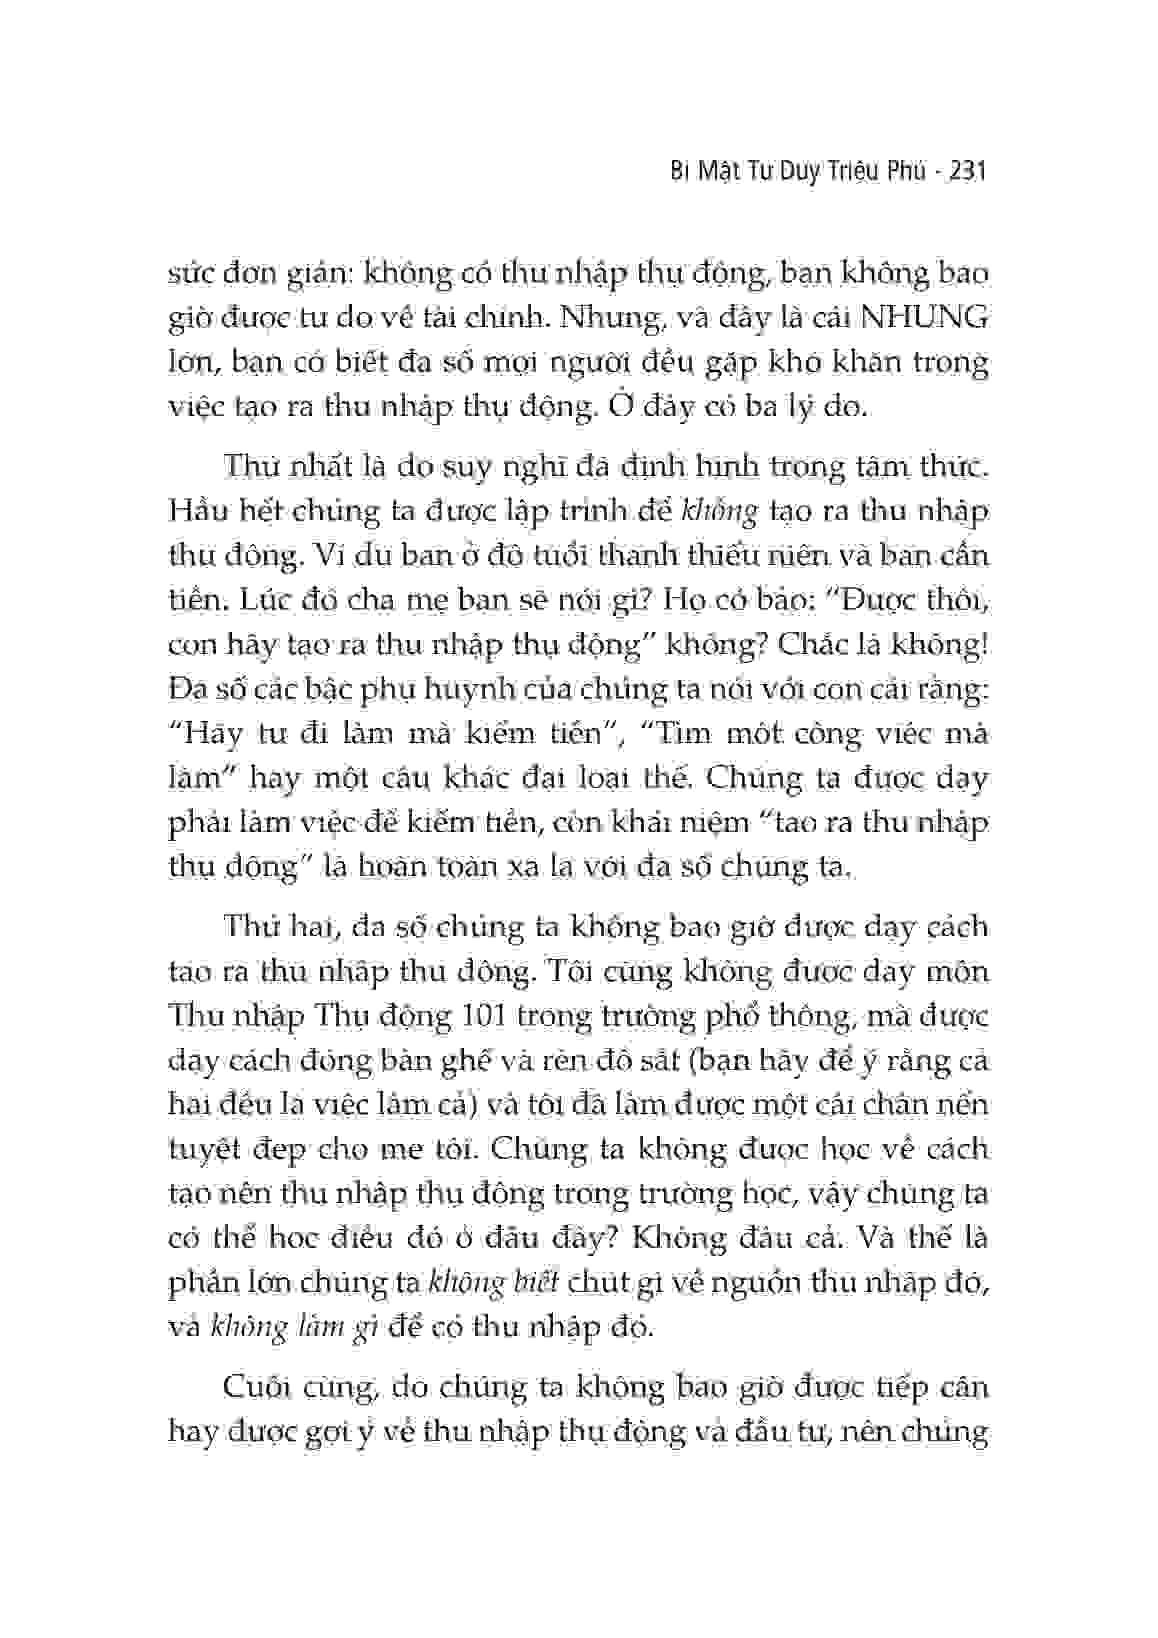 Bí Mật Tư Duy Triệu Phú - 231
sức đơn giản: không có thu nhập thụ động, bạn không bao
giờ được tự do về tài chính. Nhưng, và đây là cái NHƯNG
lớn, bạn có biết đa số mọi người đều gặp khó khăn trong
việc tạo ra thu nhập thụ động. Ở đây có ba lý do.
Thứ nhất là do suy nghĩ đã định hình trong tâm thức.
Hầu hết chúng ta được lập trình để không tạo ra thu nhập
thụ động. Ví dụ bạn ở độ tuổi thanh thiếu niên và bạn cần
tiền. Lúc đó cha mẹ bạn sẽ nói gì? Họ có bảo: “Được thôi,
con hãy tạo ra thu nhập thụ động” không? Chắc là không!
Đa số các bậc phụ huynh của chúng ta nói với con cái rằng:
“Hãy tự đi làm mà kiếm tiền”, “Tìm một công việc mà
làm” hay một câu khác đại loại thế. Chúng ta được dạy
phải làm việc để kiếm tiền, còn khái niệm “tạo ra thu nhập
thụ động” là hoàn toàn xa lạ với đa số chúng ta.
Thứ hai, đa số chúng ta không bao giờ được dạy cách
tạo ra thu nhập thụ động. Tôi cũng không được dạy môn
Thu nhập Thụ động 101 trong trường phổ thông, mà được
dạy cách đóng bàn ghế và rèn đồ sắt (bạn hãy để ý rằng cả
hai đều là việc làm cả) và tôi đã làm được một cái chân nến
tuyệt đẹp cho mẹ tôi. Chúng ta không được học về cách
tạo nên thu nhập thụ động trong trường học, vậy chúng ta
có thể học điều đó ở đâu đây? Không đâu cả. Và thế là
phần lớn chúng ta không biết chút gì về nguồn thu nhập đó,
và không làm gì để có thu nhập đó.
Cuối cùng, do chúng ta không bao giờ được tiếp cận
hay được gợi ý về thu nhập thụ động và đầu tư, nên chúng